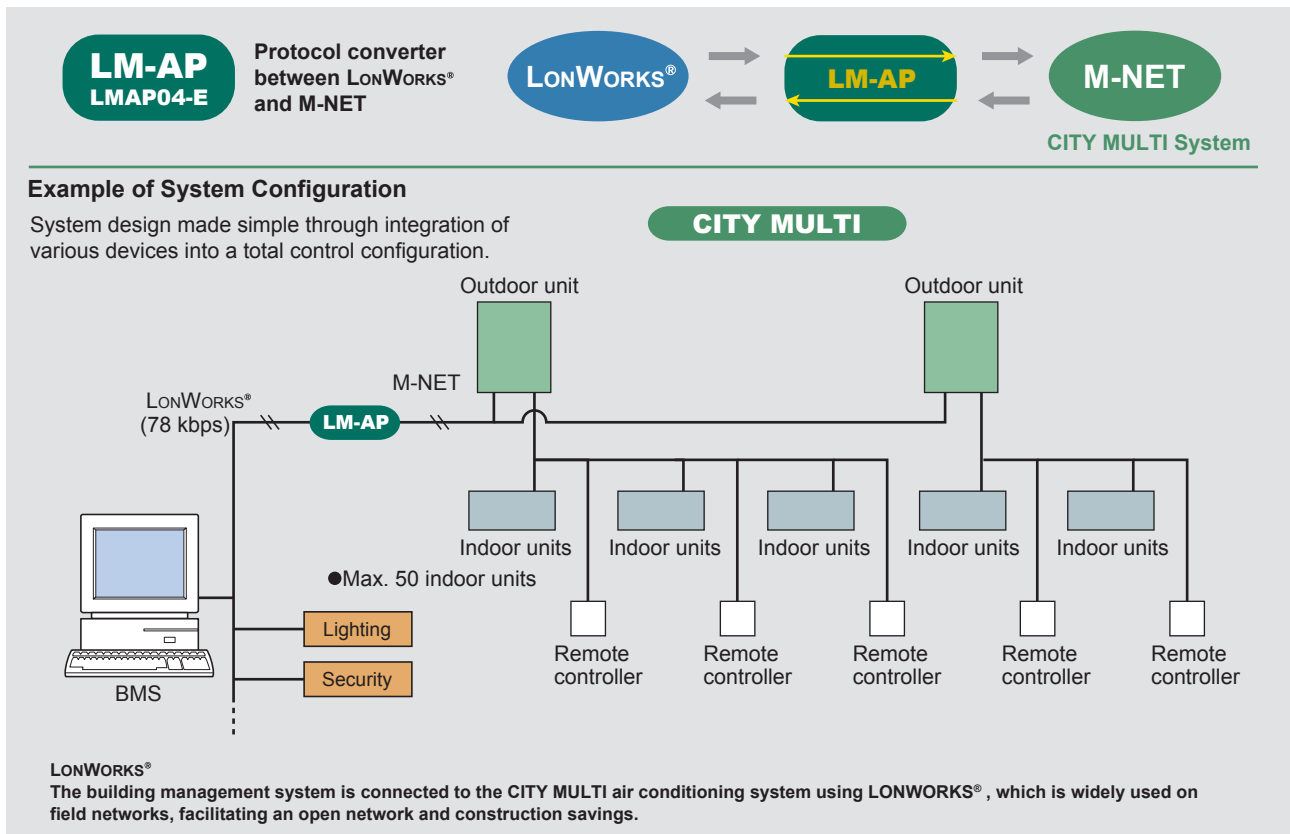 LM-AP
LMAP04-E
Protocol converter
between LONWORKS®
and M-NET
LONWORKS®
LM-AP
M-NET
CITY MULTI System
Example of System Configuration
System design made simple through integration of
various devices into a total control configuration.
CITY MULTI
Outdoor unit
Outdoor unit
M-NET
LONWORKS®
(78 kbps)
LM-AP
Indoor units
Indoor units
Indoor units
Indoor units
Indoor units
●Max. 50 indoor units
Lighting
Security
BMS
Remote
controller
Remote
controller
Remote
controller
Remote
controller
Remote
controller
LONWORKS®
The building management system is connected to the CITY MULTI air conditioning system using LONWORKS® , which is widely used on
field networks, facilitating an open network and construction savings.